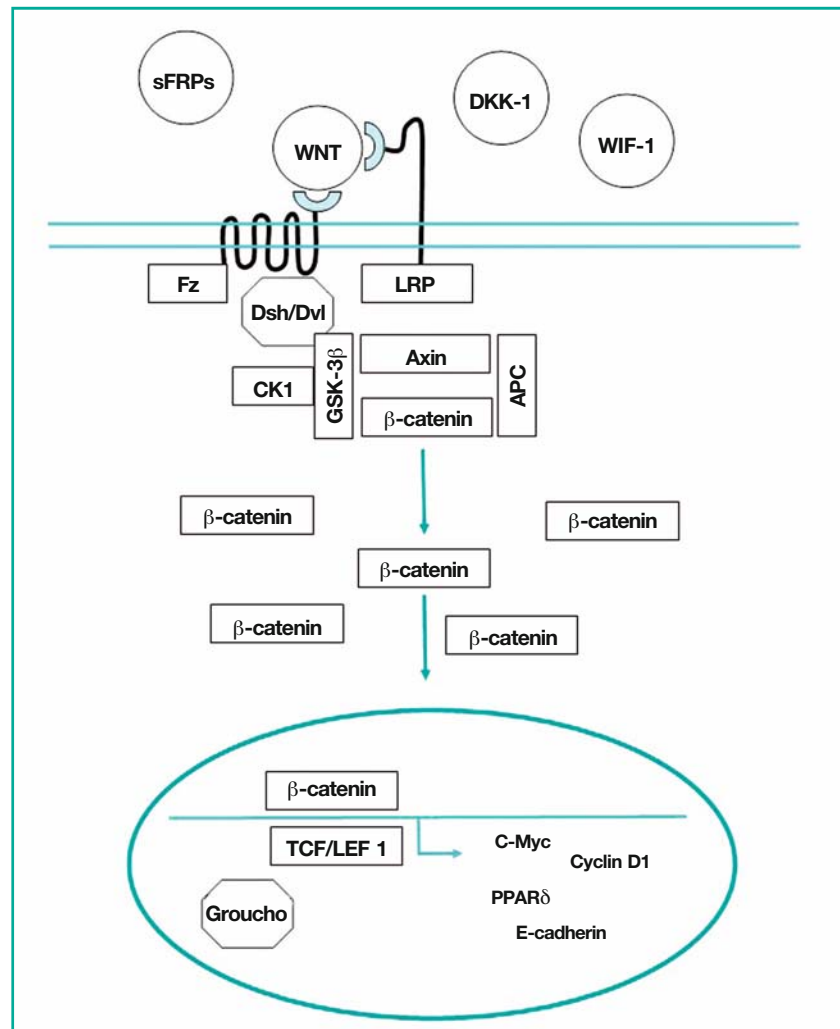 sFRPs
DKK-1
WNT
WIF-1
Fz
LRP
Dsh/Dvl
GSK-3β
Axin
APC
CK1
β-catenin
β-catenin
β-catenin
β-catenin
β-catenin
β-catenin
β-catenin
TCF/LEF 1
C-Myc
Cyclin D1
PPARδ
Groucho
E-cadherin